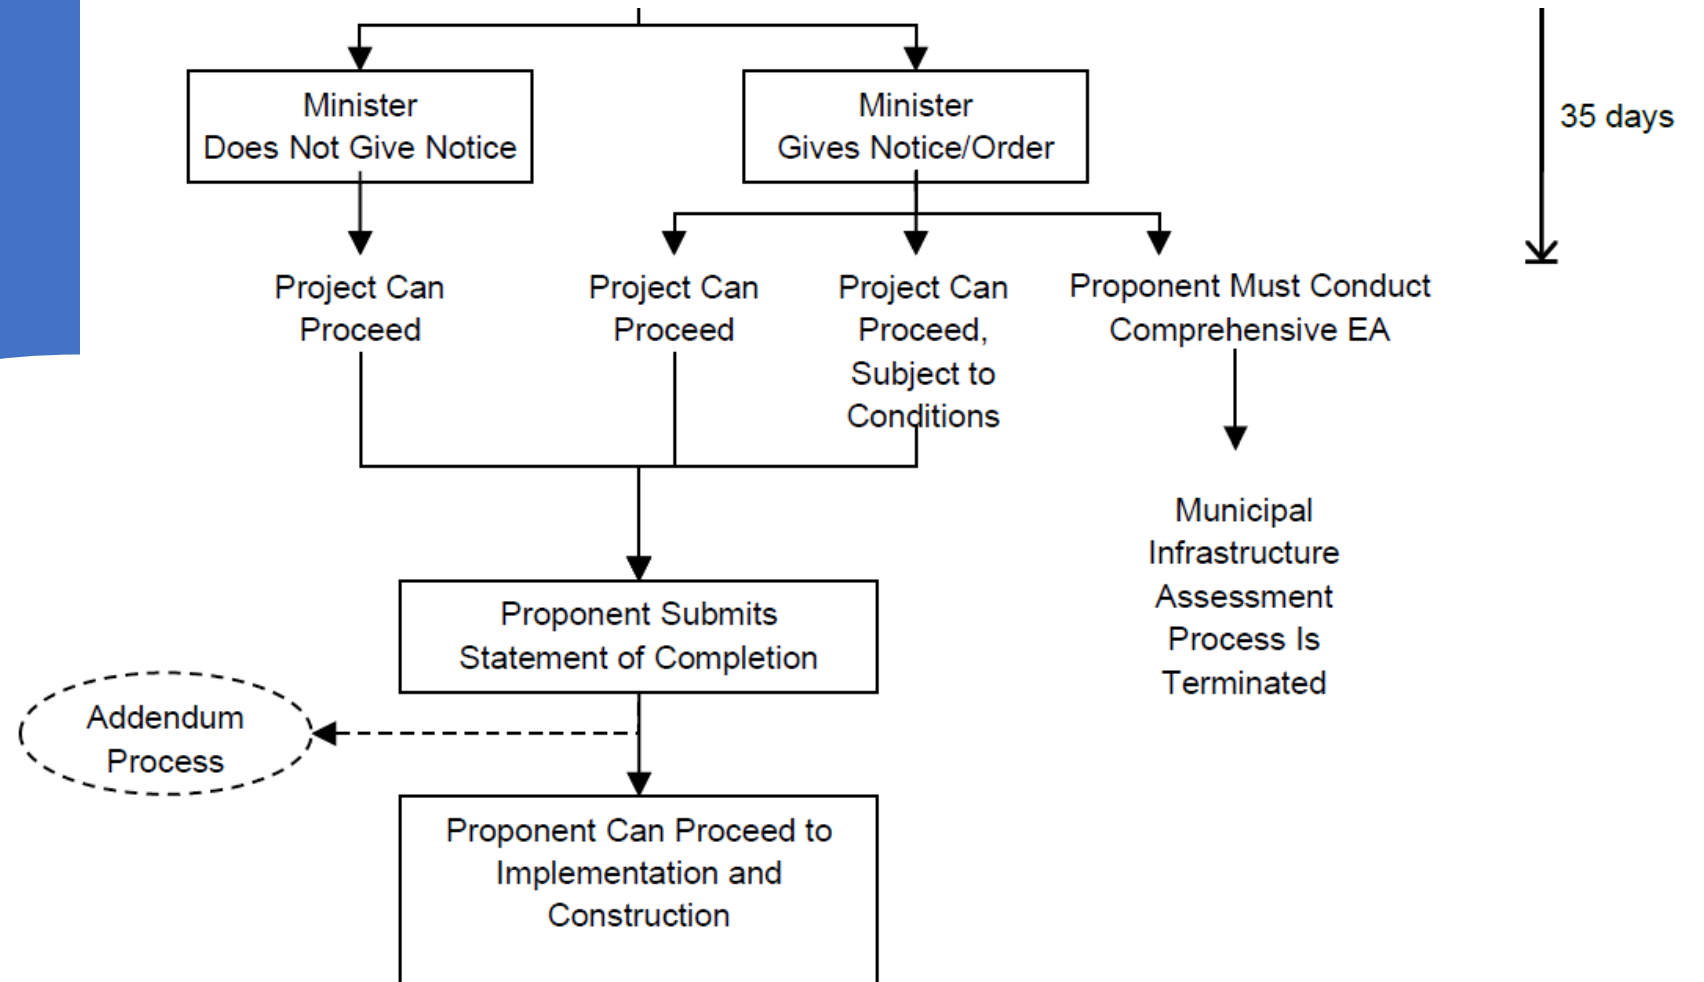 Minister
Does Not Give Notice
Minister
Gives Notice/Order
35 days
Project Can
Proceed
Project Can
Proceed
Project Can
Proceed,
Subject to
Conditions
Proponent Must Conduct
Comprehensive EA
Municipal
Infrastructure
Assessment
Process Is
Terminated
Proponent Submits
Statement of Completion
Addendum
Process
Proponent Can Proceed to
Implementation and
Construction